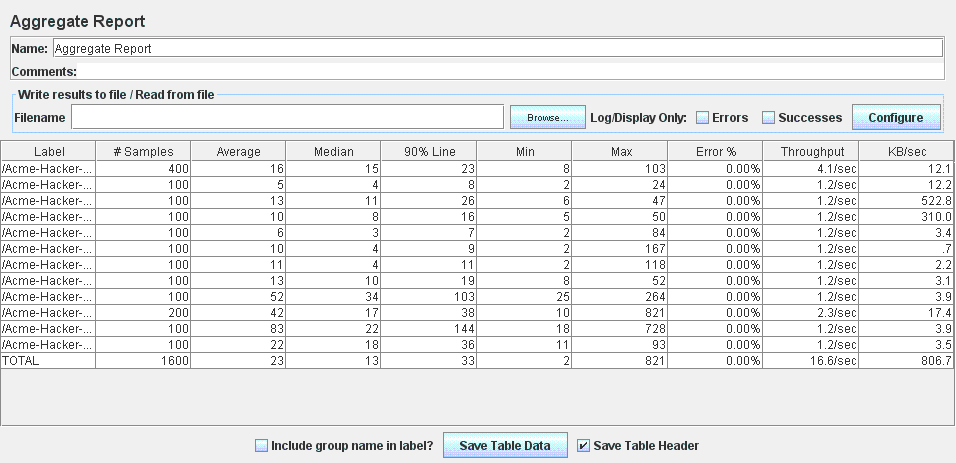 Aggregate Report
Name: Aggregate Report
Comments:
Write results to file / Read from file
Filename Browse... Log/Display Only: Errors Successes Configure
Label # Samples Average Median 90% Line Min Max Error % Throughput KB/sec
/Acme-Hacker-... 400 16 15 23 8 103 0.00% 4.1/sec 12.1
/Acme-Hacker-... 100 5 4 8 2 24 0.00% 1.2/sec 12.2
/Acme-Hacker-... 100 13 11 26 6 47 0.00% 1.2/sec 522.8
/Acme-Hacker-... 100 10 8 16 5 50 0.00% 1.2/sec 310.0
/Acme-Hacker-... 100 6 3 7 2 84 0.00% 1.2/sec 3.4
/Acme-Hacker-... 100 10 4 9 2 167 0.00% 1.2/sec .7
/Acme-Hacker-... 100 11 4 11 2 118 0.00% 1.2/sec 2.2
/Acme-Hacker-... 100 13 10 19 8 52 0.00% 1.2/sec 3.1
/Acme-Hacker-... 100 52 34 103 25 264 0.00% 1.2/sec 3.9
/Acme-Hacker-... 200 42 17 38 10 821 0.00% 2.3/sec 17.4
/Acme-Hacker-... 100 83 22 144 18 728 0.00% 1.2/sec 3.9
/Acme-Hacker-... 100 22 18 36 11 93 0.00% 1.2/sec 3.5
TOTAL 1600 23 13 33 2 821 0.00% 16.6/sec 806.7
Include group name in label? Save Table Data Save Table Header